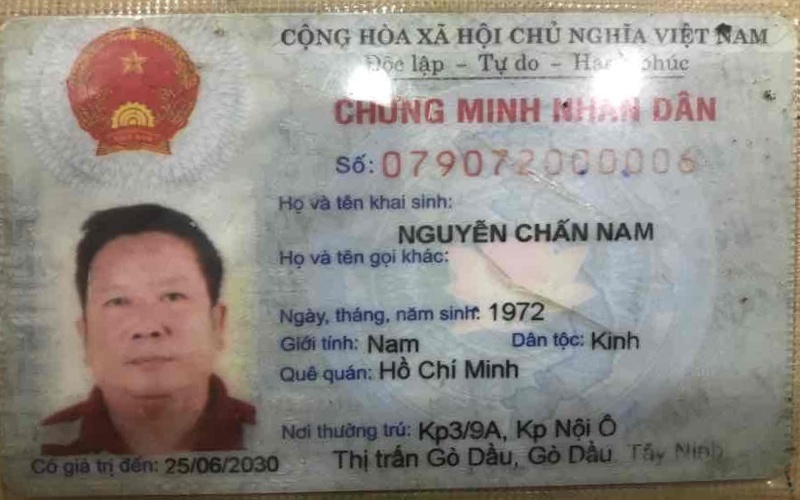 CỘNG HÒA XÃ HỘI CHỦ NGHĨA VIỆT NAM
Độc lập - Tự do - Hạnh phúc
CHỨNG MINH NHÂN DÂN
Số: 079072000006
Họ và tên khai sinh:
NGUYỄN CHẤN NAM
Họ và tên gọi khác:
Ngày, tháng, năm sinh: 1972
Giới tính: Nam Dân tộc: Kinh
Quê quán: Hồ Chí Minh
Nơi thường trú: Kp3/9A, Kp Nội Ô
Thị trấn Gò Dầu, Gò Dầu Tây Ninh
Có giá trị đến: 25/06/2030